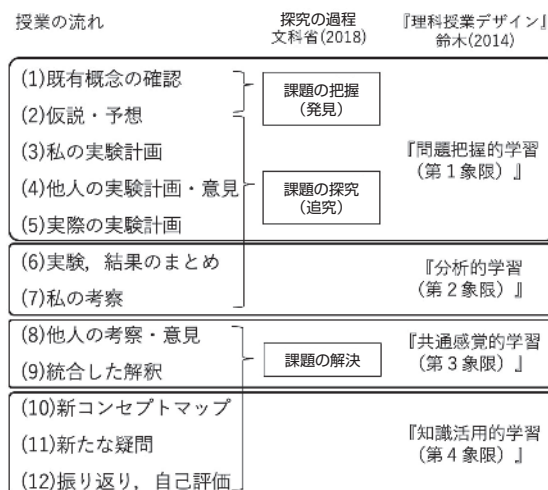 授業の流れ
探究の過程
文科省(2018)
『理科授業デザイン』
鈴木(2014)
(1)既有概念の確認
(2)仮説・予想
(3)私の実験計画
(4)他人の実験計画・意見
(5)実際の実験計画
課題の把握
(発見)
課題の探究
(追究)
『問題把握的学習
(第1象限)』
(6)実験，結果のまとめ
(7)私の考察
『分析的学習
(第2象限)』
(8)他人の考察・意見
(9)統合した解釈
課題の解決
『共通感覚的学習
(第3象限)』
(10)新コンセプトマップ
(11)新たな疑問
(12)振り返り，自己評価
『知識活用的学習
(第4象限)』